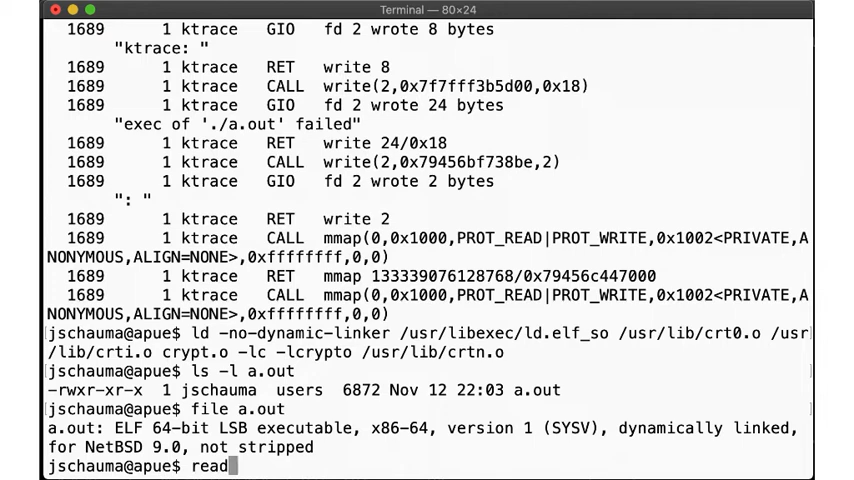 Terminal — 80×24
1689 1 ktrace GIO fd 2 wrote 8 bytes
"ktrace: "
1689 1 ktrace RET write 8
1689 1 ktrace CALL write(2,0x7f7fff3b5d00,0x18)
1689 1 ktrace GIO fd 2 wrote 24 bytes
"exec of './a.out' failed"
1689 1 ktrace RET write 24/0x18
1689 1 ktrace CALL write(2,0x79456bf738be,2)
1689 1 ktrace GIO fd 2 wrote 2 bytes
": "
1689 1 ktrace RET write 2
1689 1 ktrace CALL mmap(0,0x1000,PROT_READ|PROT_WRITE,0x1002<PRIVATE,A
NONYMOUS,ALIGN=NONE>,0xffffffff,0,0)
1689 1 ktrace RET mmap 133339076128768/0x79456c447000
1689 1 ktrace CALL mmap(0,0x1000,PROT_READ|PROT_WRITE,0x1002<PRIVATE,A
NONYMOUS,ALIGN=NONE>,0xffffffff,0,0)
jschauma@apue$ ld -no-dynamic-linker /usr/libexec/ld.elf_so /usr/lib/crt0.o /usr
/lib/crti.o crypt.o -lc -lcrypto /usr/lib/crtn.o
jschauma@apue$ ls -l a.out
-rwxr-xr-x 1 jschauma users 6872 Nov 12 22:03 a.out
jschauma@apue$ file a.out
a.out: ELF 64-bit LSB executable, x86-64, version 1 (SYSV), dynamically linked,
for NetBSD 9.0, not stripped
jschauma@apue$ read